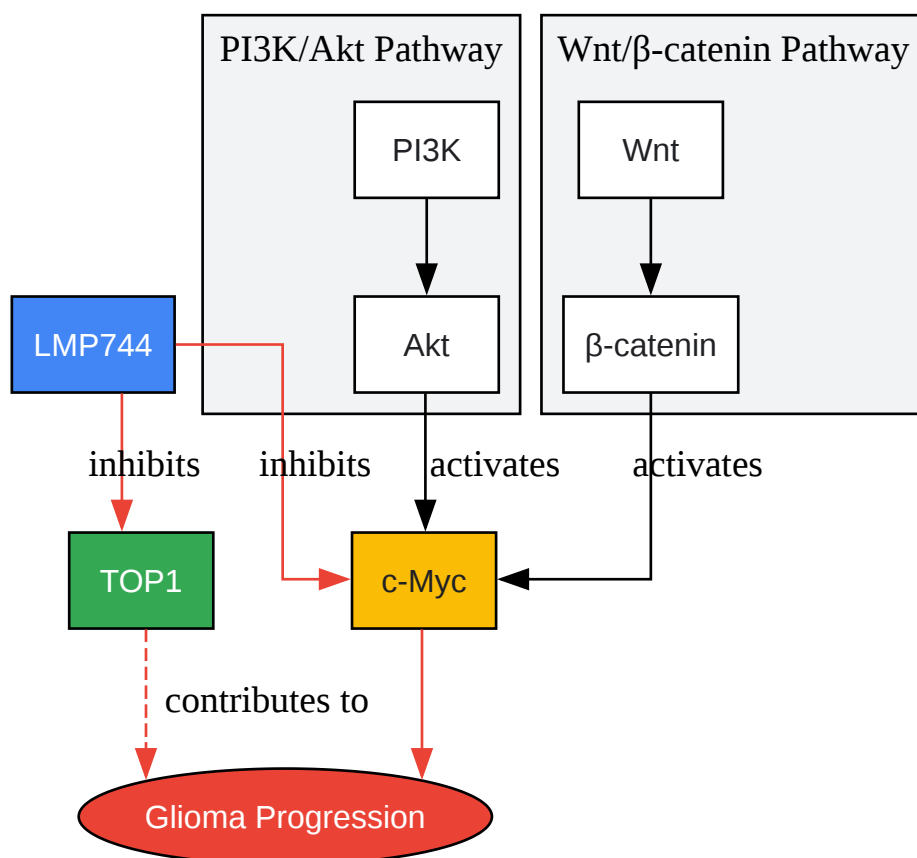 PI3K/Akt Pathway
Wnt/β-catenin Pathway
PI3K
Wnt
LMP744
Akt
β-catenin
inhibits
inhibits
activates
activates
TOP1
c-Myc
contributes to
Glioma Progression